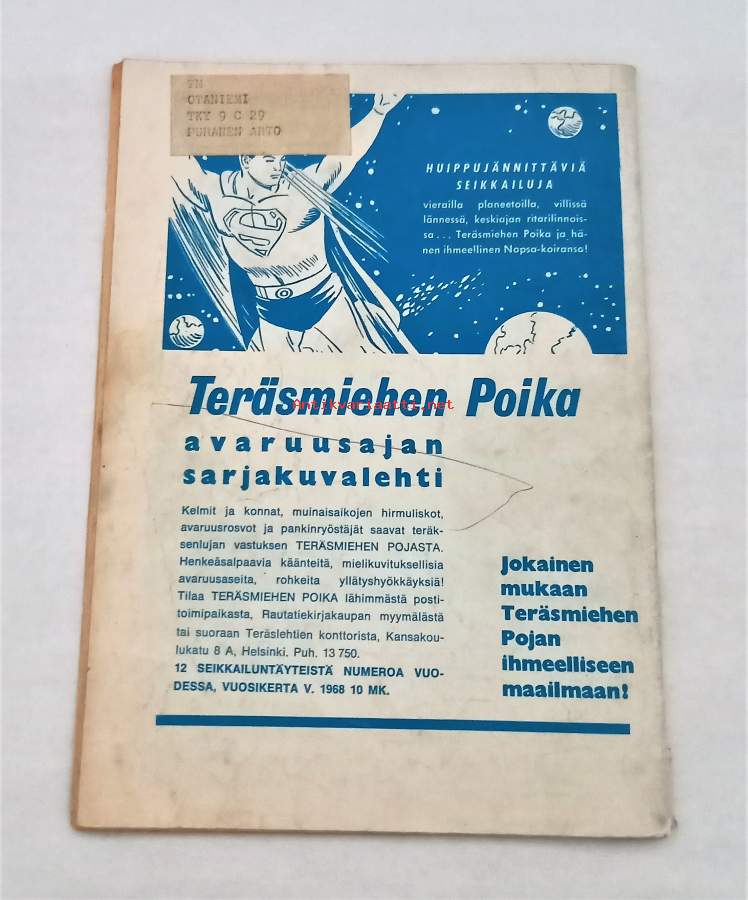 TM
OTANIEMI
TKY 9 C 29
PURANEN ARTO
HUIPPUJÄNNITTÄVIÄ
SEIKKAILUJA
vierailla planeetoilla, villissä
lännessä, keskiajan ritarilinnois-
sa... Teräsmiehen Poika ja hä-
nen ihmeellinen Nopsa-koiransa!
S
Teräsmiehen Poika
Antikvariaatti.net
avaruusajan
sarjakuvalehti
Kelmit ja konnat, muinaisaikojen hirmuliskot,
avaruusrosvot ja pankinryöstäjät saavat teräk-
senlujan vastuksen TERÄSMIEHEN POJASTA.
Henkeäsalpaavia käänteitä, mielikuvituksellisia
avaruusaseita, rohkeita yllätyshyökkäyksiä!
Tilaa TERÄSMIEHEN POIKA lähimmästä posti-
toimipaikasta, Rautatiekirjakaupan myymälästä
tai suoraan Teräslehtien konttorista, Kansakou-
lukatu 8 A, Helsinki. Puh. 13 750.
12 SEIKKAILUNTÄYTEISTÄ NUMEROA VUO-
DESSA, VUOSIKERTA V. 1968 10 MK.
Jokainen
mukaan
Teräsmiehen
Pojan
ihmeelliseen
maailmaan!